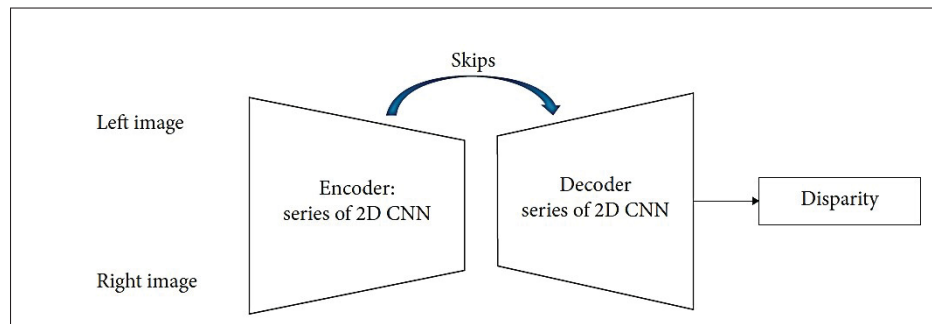 Skips
Left image
Encoder:
series of 2D CNN
Decoder
series of 2D CNN
Disparity
Right image